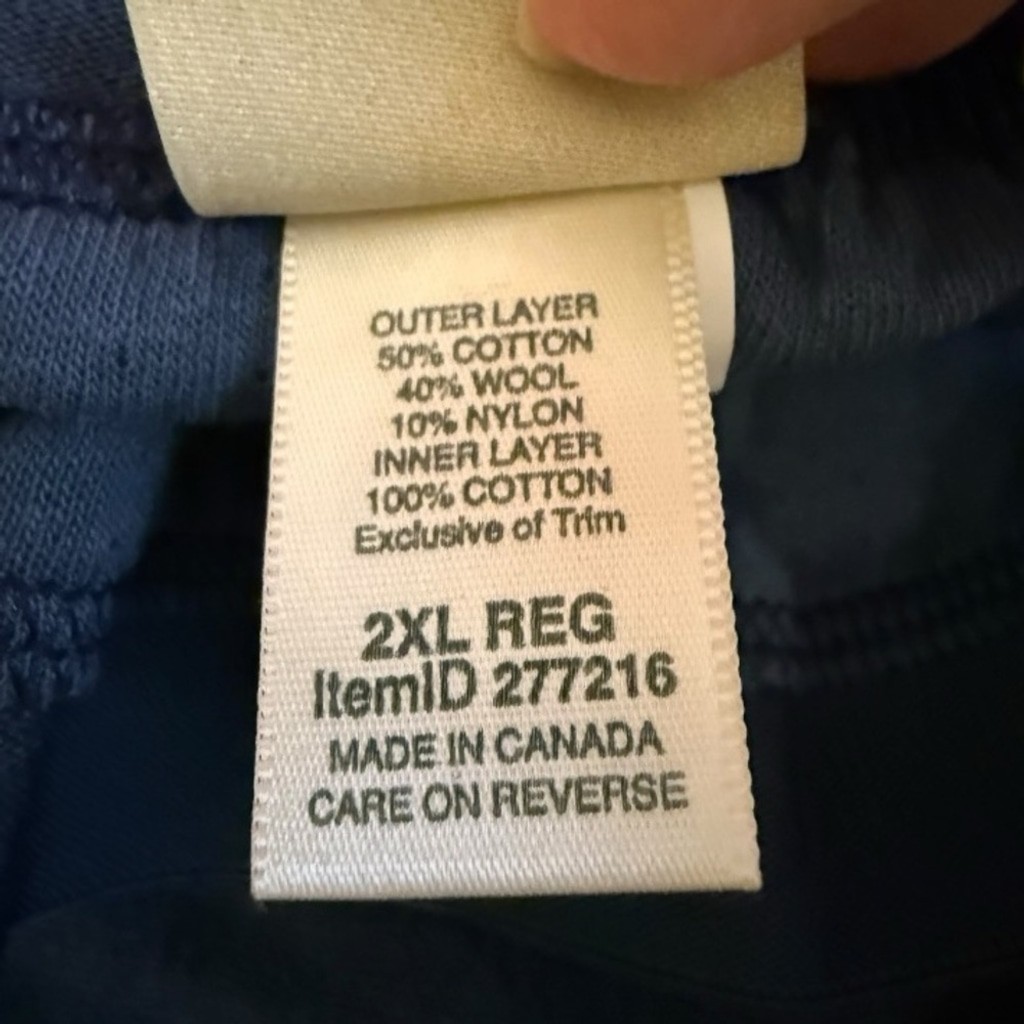 OUTER LAYER
50% COTTON
40% WOOL
10% NYLON
INNER LAYER
100% COTTON
Exclusive of Trim
2XL REG
ItemID 277216
MADE IN CANADA
CARE ON REVERSE